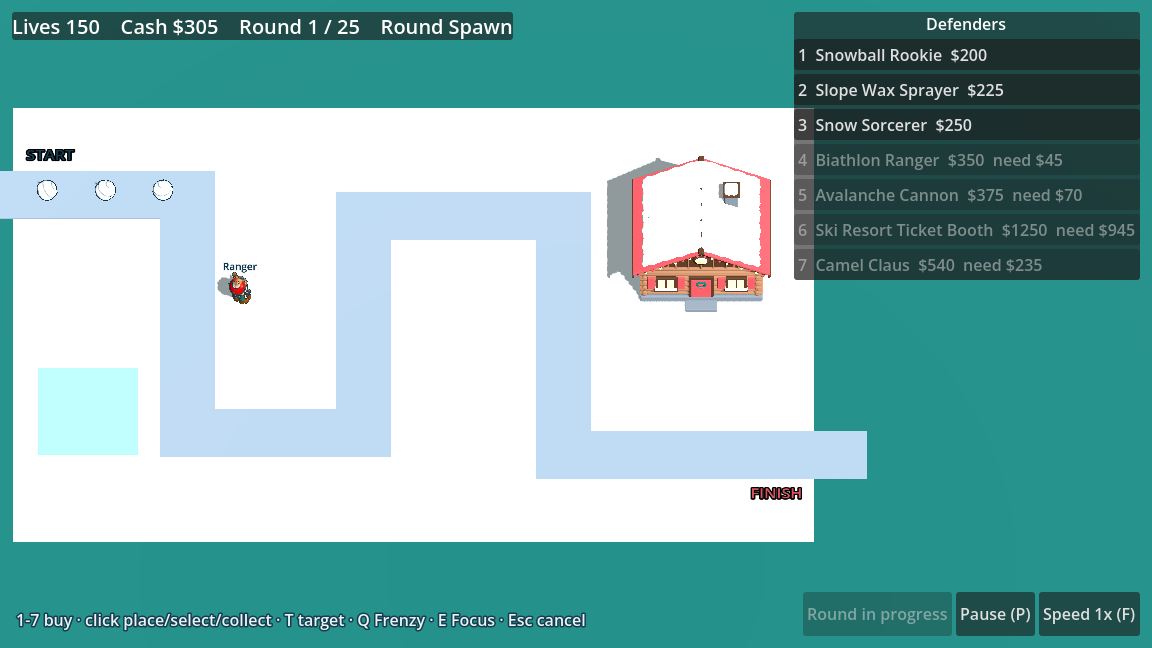 Lives 150 Cash $305 Round 1 / 25 Round Spawn
Defenders
1 Snowball Rookie $200
2 Slope Wax Sprayer $225
3 Snow Sorcerer $250
4 Biathlon Ranger $350 need $45
5 Avalanche Cannon $375 need $70
6 Ski Resort Ticket Booth $1250 need $945
7 Camel Claus $540 need $235
START
Ranger
FINISH
1-7 buy · click place/select/collect · T target · Q Frenzy · E Focus · Esc cancel
Round in progress
Pause (P)
Speed 1x (F)